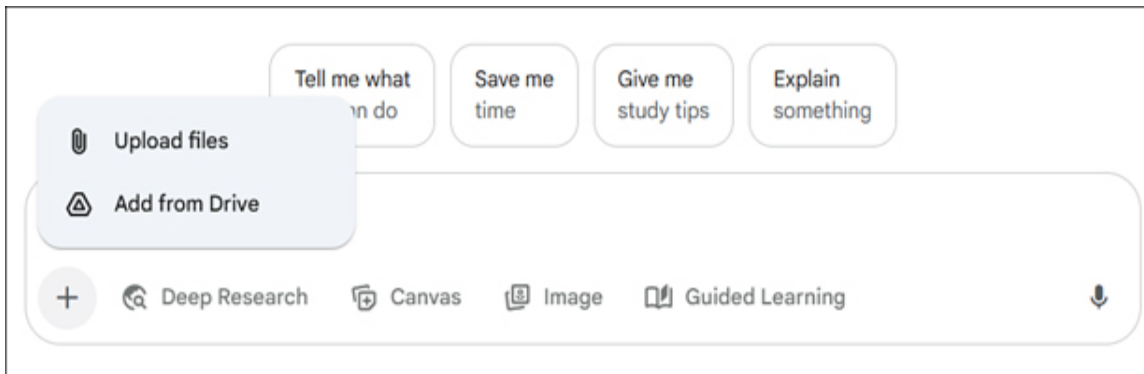 Tell me what
n do
Save me
time
Give me
study tips
Explain
something
Upload files
Add from Drive
Deep Research
Canvas
Image
Guided Learning